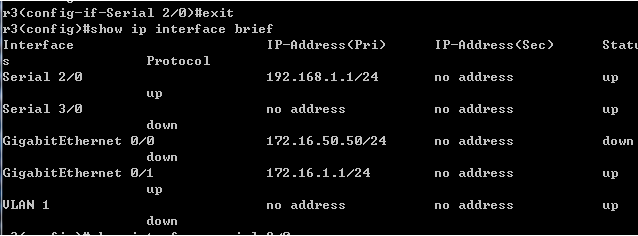 r3(config-if-Serial 2/0)#exit
r3(config)#show ip interface brief
Interface IP-Address(Pri) IP-Address(Sec) Statu
s Protocol
Serial 2/0 192.168.1.1/24 no address up
up
Serial 3/0 no address no address up
down
GigabitEthernet 0/0 172.16.50.50/24 no address down
down
GigabitEthernet 0/1 172.16.1.1/24 no address up
up
VLAN 1 no address no address up
down